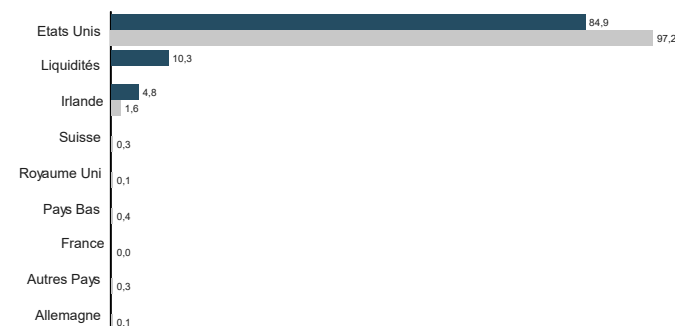 Etats Unis
84,9
97,2
Liquidités
10,3
Irlande
4,8
1,6
Suisse
0,3
Royaume Uni
0,1
Pays Bas
0,4
France
0,0
Autres Pays
0,3
Allemagne
0,1